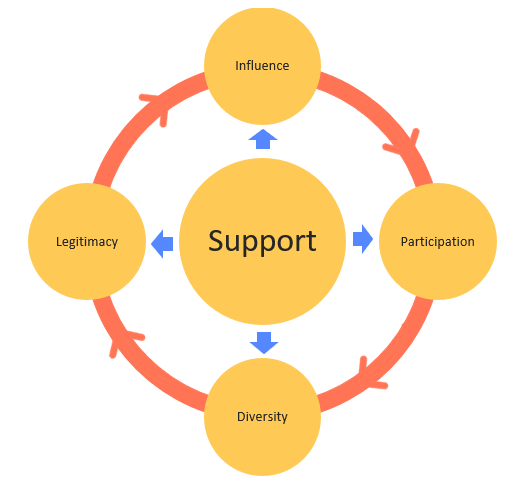 Influence
Legitimacy
Support
Participation
Diversity